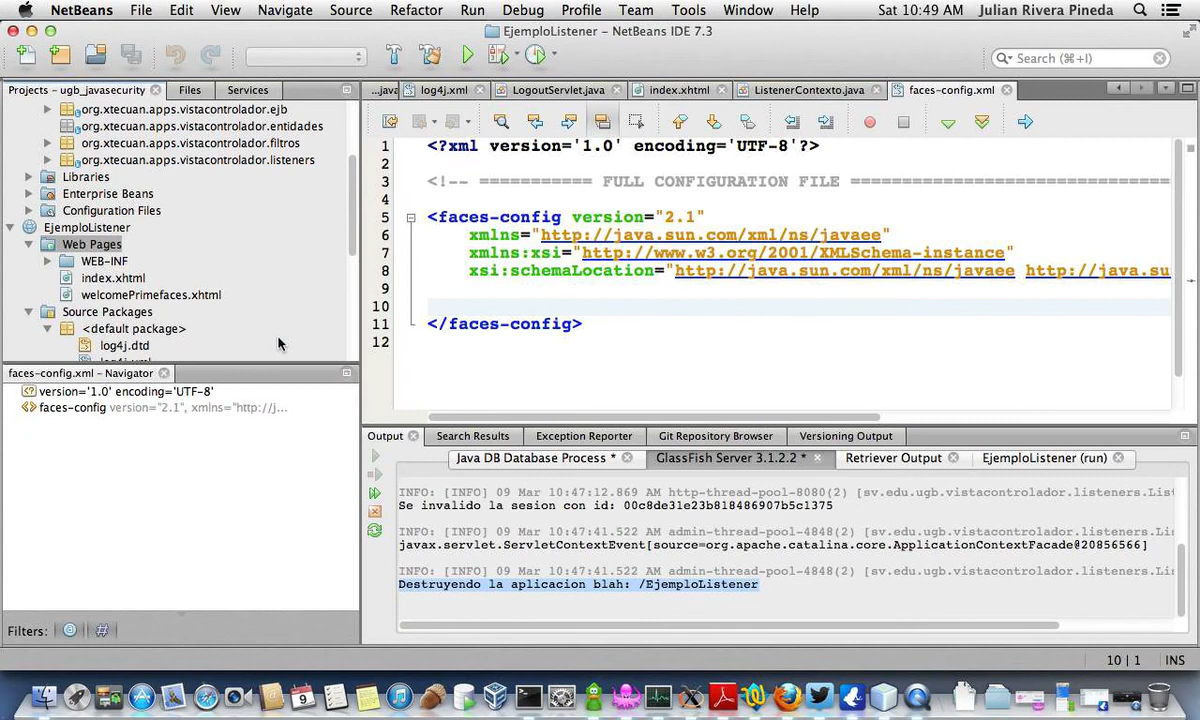 NetBeans File Edit View Navigate Source Refactor Run Debug Profile Team Tools Window Help Sat 10:49 AM Julian Rivera Pineda
EjemploListener – NetBeans IDE 7.3
Search (⌘+I)
Projects – ugb_javasecurity Files Services
...java log4j.xml LogoutServlet.java index.xhtml ListenerContexto.java faces-config.xml
org.xtecuan.apps.vistacontrolador.ejb
org.xtecuan.apps.vistacontrolador.entidades
org.xtecuan.apps.vistacontrolador.filtros
org.xtecuan.apps.vistacontrolador.listeners
Libraries
Enterprise Beans
Configuration Files
EjemploListener
Web Pages
WEB-INF
index.xhtml
welcomePrimefaces.xhtml
Source Packages
<default package>
log4j.dtd
log4j.xml
1 <?xml version='1.0' encoding='UTF-8'?>
2
3 <!-- =========== FULL CONFIGURATION FILE ===============================
4
5 <faces-config version="2.1"
6 xmlns="http://java.sun.com/xml/ns/javaee"
7 xmlns:xsi="http://www.w3.org/2001/XMLSchema-instance"
8 xsi:schemaLocation="http://java.sun.com/xml/ns/javaee http://java.su
9
10
11 </faces-config>
12
faces-config.xml – Navigator
version='1.0' encoding='UTF-8'
faces-config version="2.1", xmlns="http://j...
Filters:
Output Search Results Exception Reporter Git Repository Browser Versioning Output
Java DB Database Process * GlassFish Server 3.1.2.2 * Retriever Output EjemploListener (run)
INFO: [INFO] 09 Mar 10:47:12.869 AM http-thread-pool-8080(2) [sv.edu.ugb.vistacontrolador.listeners.List
Se invalido la sesion con id: 00c8de31e23b818486907b5c1375
INFO: [INFO] 09 Mar 10:47:41.522 AM admin-thread-pool-4848(2) [sv.edu.ugb.vistacontrolador.listeners.Li
javax.servlet.ServletContextEvent[source=org.apache.catalina.core.ApplicationContextFacade@20856566]
INFO: [INFO] 09 Mar 10:47:41.522 AM admin-thread-pool-4848(2) [sv.edu.ugb.vistacontrolador.listeners.Li
Destruyendo la aplicacion blah: /EjemploListener
10 | 1 INS